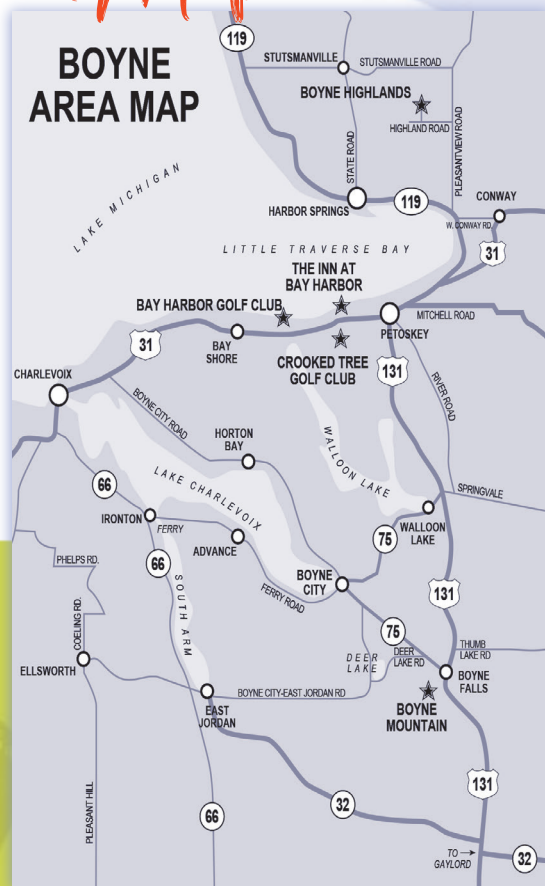 BOYNE
AREA MAP
119
STUTSMANVILLE
STUTSMANVILLE ROAD
BOYNE HIGHLANDS
HIGHLAND ROAD
PLEASANTVIEW ROAD
STATE ROAD
LAKE MICHIGAN
HARBOR SPRINGS
119
CONWAY
W. CONWAY RD.
31
LITTLE TRAVERSE BAY
THE INN AT
BAY HARBOR
BAY HARBOR GOLF CLUB
MITCHELL ROAD
PETOSKEY
31
BAY
SHORE
CROOKED TREE
GOLF CLUB
131
RIVER ROAD
CHARLEVOIX
BOYNE CITY ROAD
HORTON
BAY
WALLOON LAKE
LAKE CHARLEVOIX
66
SPRINGVALE
IRONTON
FERRY
ADVANCE
WALLOON
LAKE
75
66
PHELPS RD.
SOUTH ARM
FERRY ROAD
BOYNE
CITY
131
COELING RD.
75
THUMB
LAKE RD
DEER
LAKE
DEER
LAKE RD
ELLSWORTH
BOYNE
FALLS
BOYNE CITY-EAST JORDAN RD
EAST
JORDAN
BOYNE
MOUNTAIN
131
PLEASANT HILL
66
32
TO
GAYLORD
32